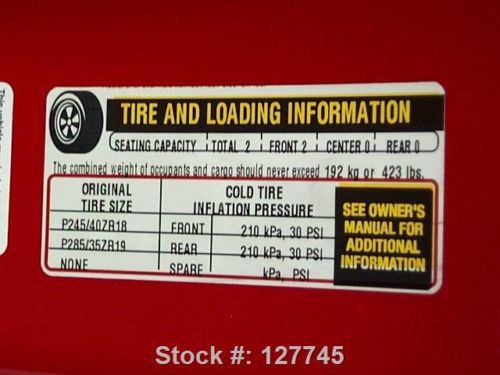 TIRE AND LOADING INFORMATION
SEATING CAPACITY TOTAL 2 FRONT 2 CENTER 0 REAR 0
The combined weight of occupants and cargo should never exceed 192 kg or 423 lbs.
ORIGINAL TIRE SIZE COLD TIRE INFLATION PRESSURE
P245/40ZR18 FRONT 210 kPa, 30 PSI
P285/35ZR19 REAR 210 kPa, 30 PSI
NONE SPARE kPa, PSI
SEE OWNER'S
MANUAL FOR
ADDITIONAL
INFORMATION
Stock #: 127745